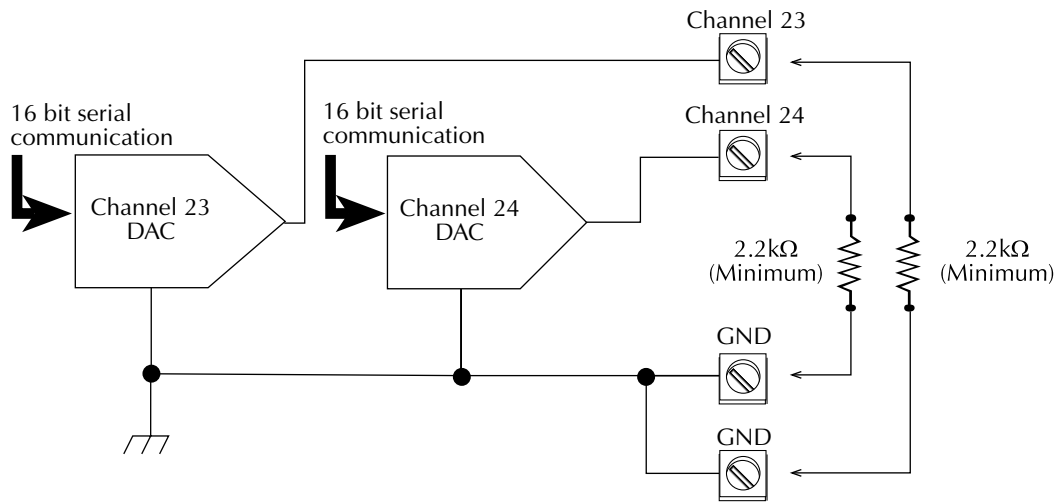 Channel 23
16 bit serial
communication
16 bit serial
communication
Channel 24
Channel 23
DAC
Channel 24
DAC
2.2kΩ
(Minimum)
2.2kΩ
(Minimum)
GND
GND